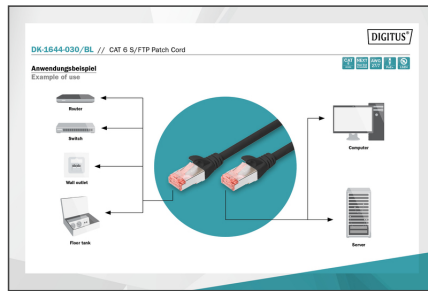 DIGITUS®
DK-1644-030/BL // CAT 6 S/FTP Patch Cord
Anwendungsbeispiel
Example of use
Router
Switch
Wall outlet
Floor tank
Computer
Server